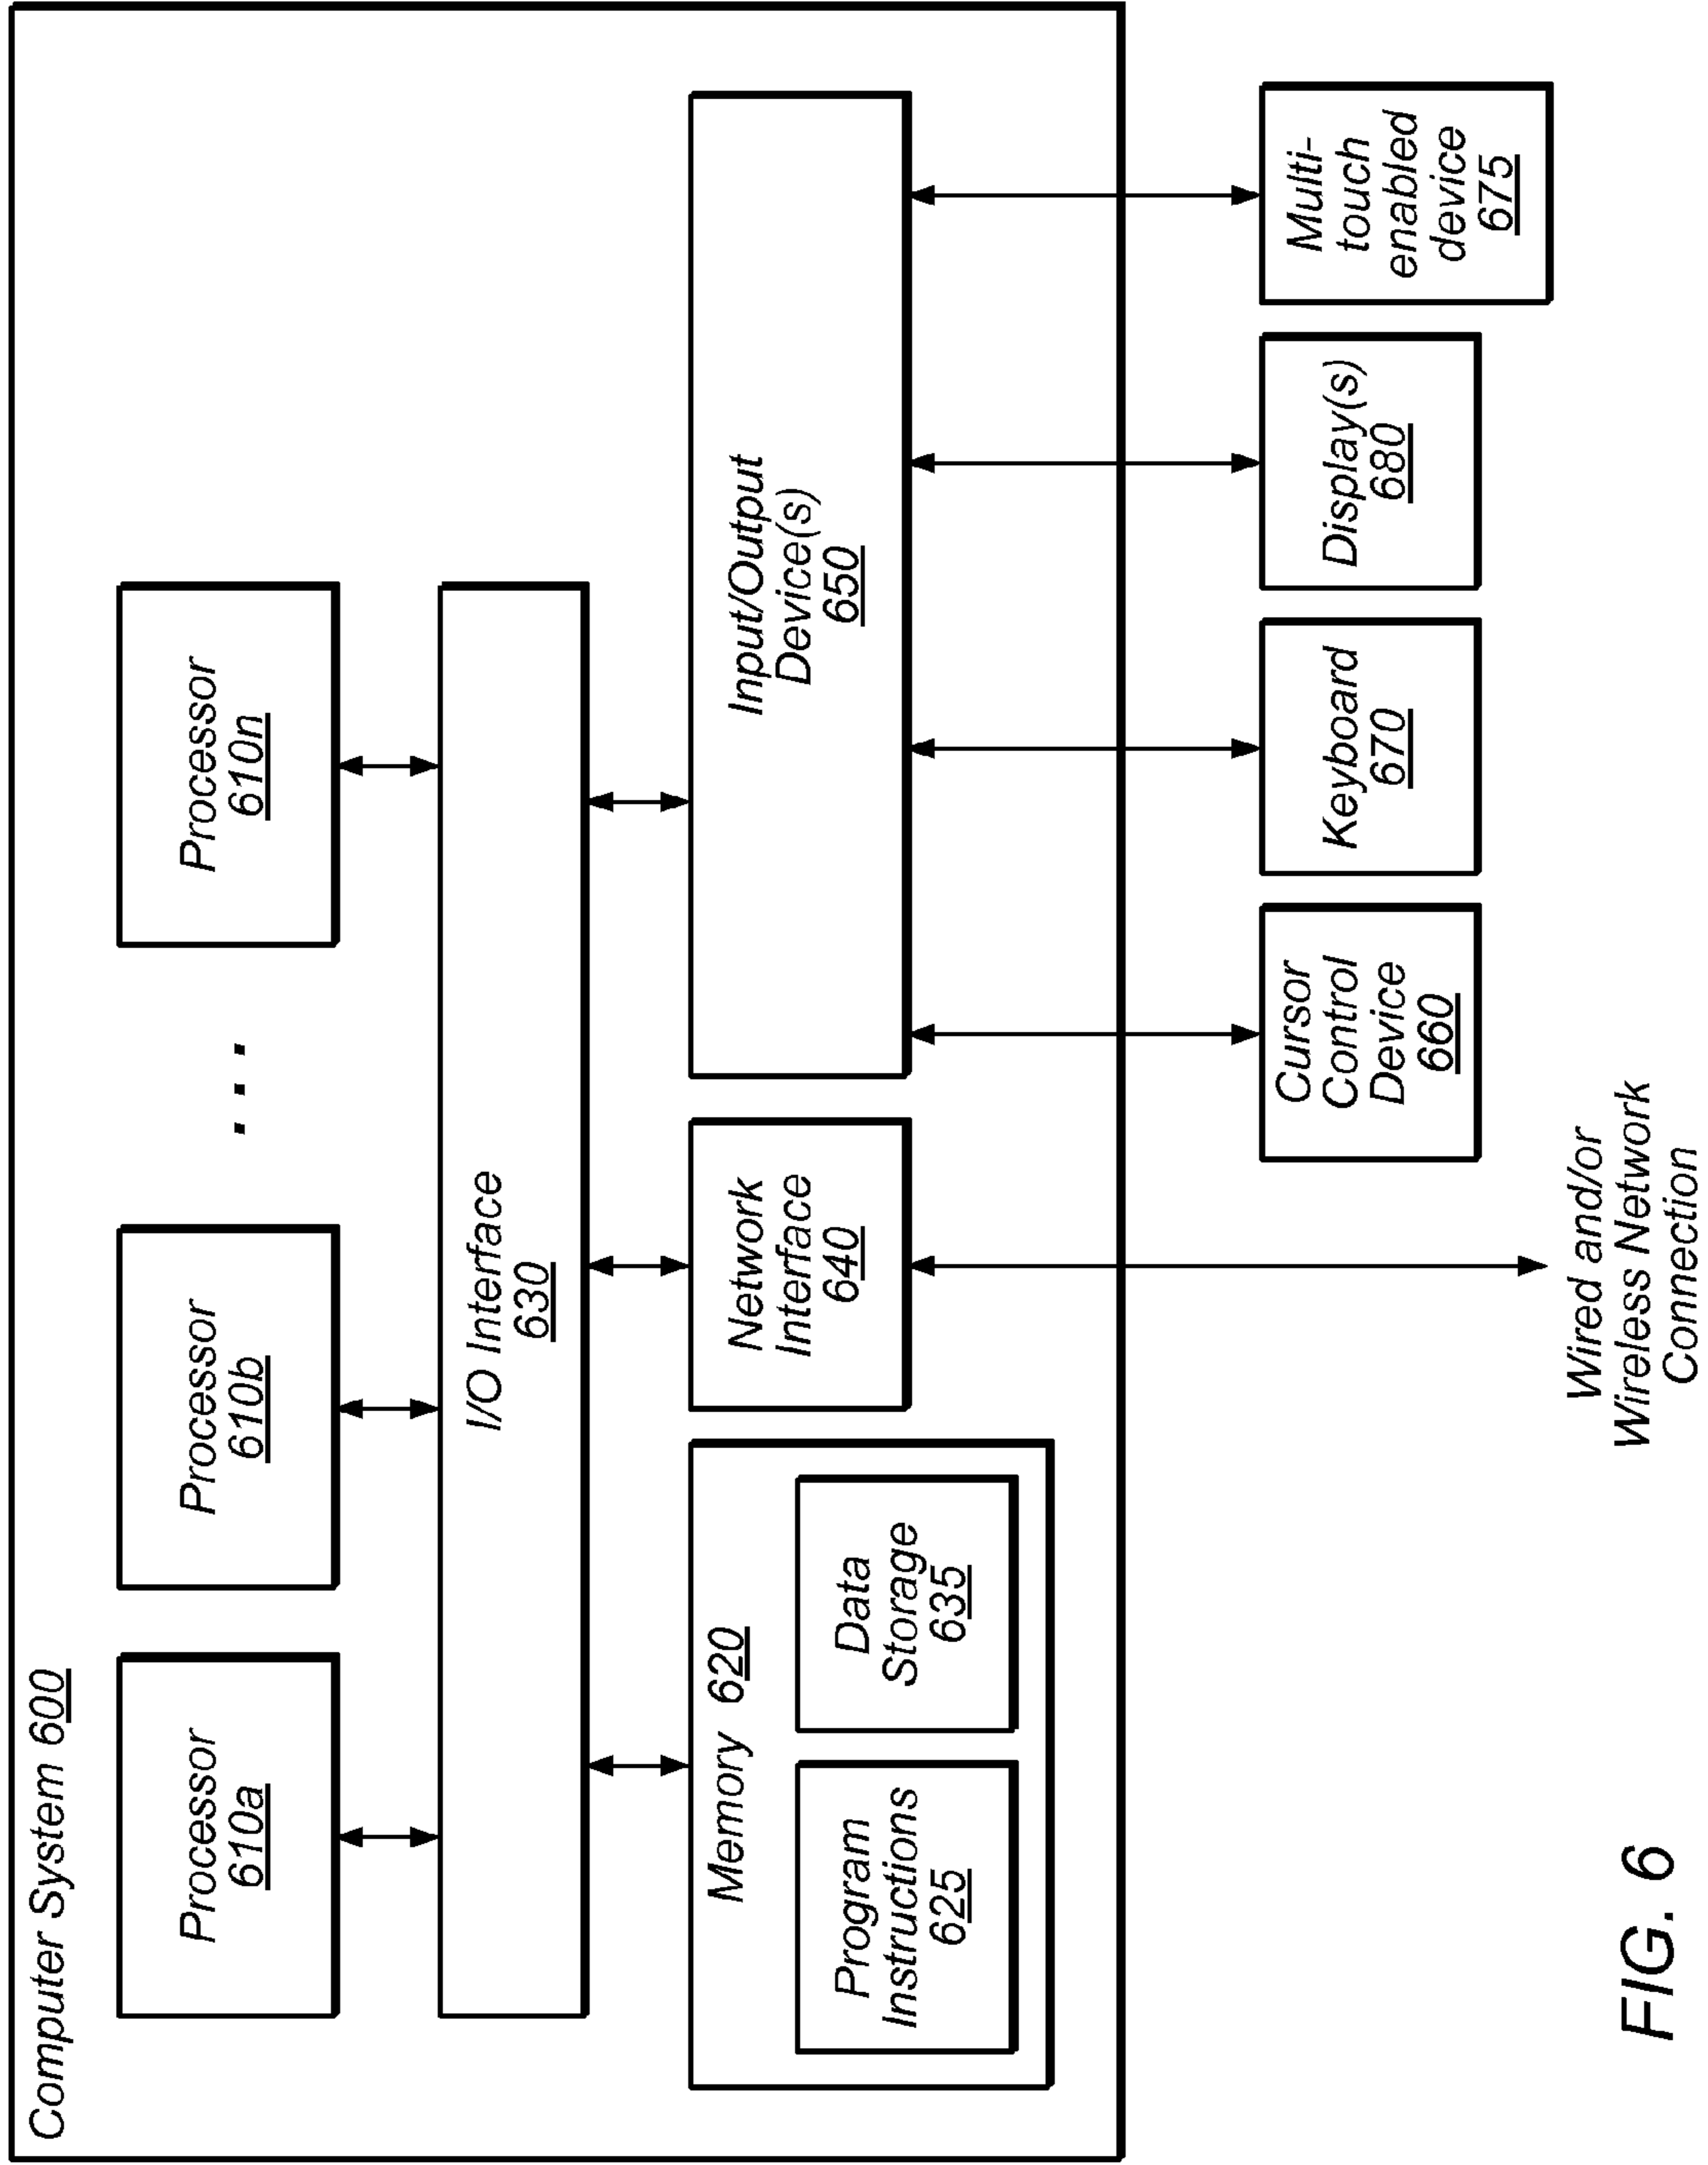 Computer System 600
Processor
610a
Processor
610b
. . .
Processor
610n
I/O Interface
630
Memory 620
Program
Instructions
625
Data
Storage
635
Network
Interface
640
Input/Output
Device(s)
650
Cursor
Control
Device
660
Keyboard
670
Display(s)
680
Multi-
touch
enabled
device
675
Wired and/or
Wireless Network
Connection
FIG. 6